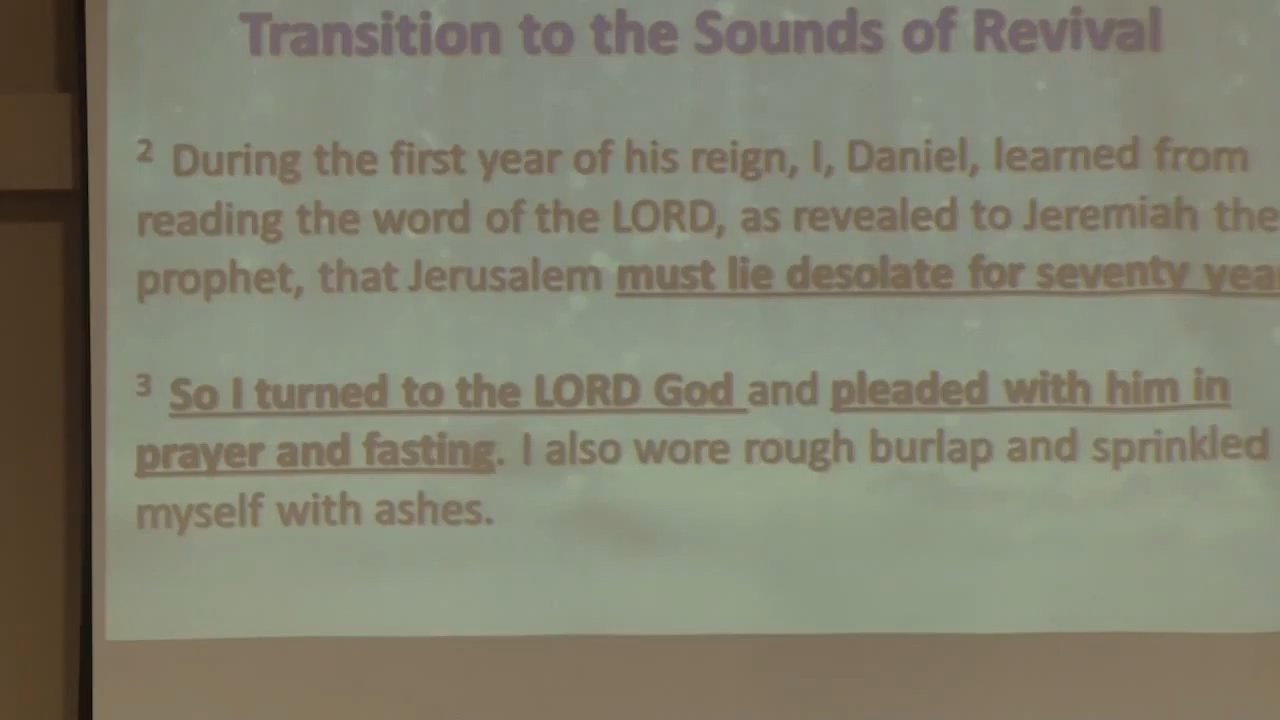 Transition to the Sounds of Revival
2 During the first year of his reign, I, Daniel, learned from
reading the word of the LORD, as revealed to Jeremiah the
prophet, that Jerusalem must lie desolate for seventy
3 So I turned to the LORD God and pleaded with him in
prayer and fasting. I also wore rough burlap and sprinkled
myself with ashes.